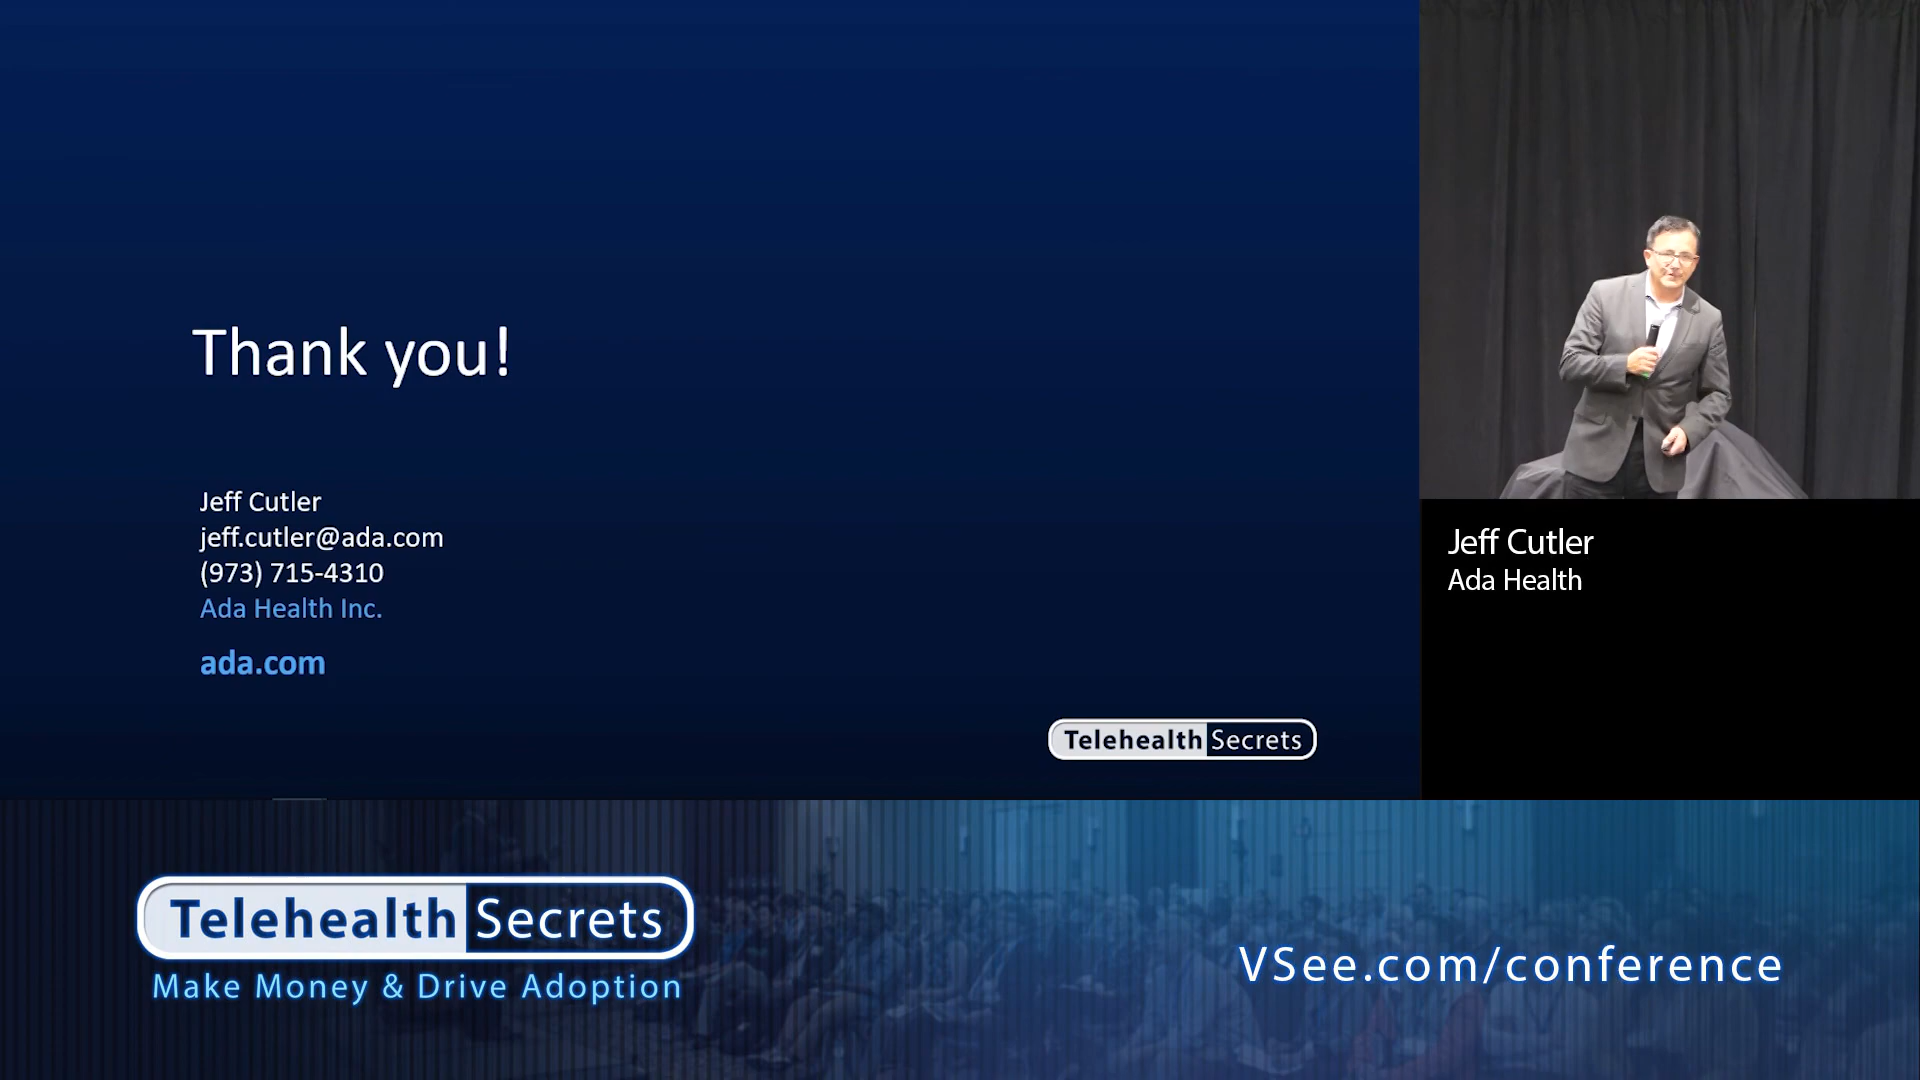 Thank you!
Jeff Cutler
jeff.cutler@ada.com
(973) 715-4310
Ada Health Inc.
ada.com
Telehealth Secrets
Jeff Cutler
Ada Health
Telehealth Secrets
Make Money & Drive Adoption
VSee.com/conference